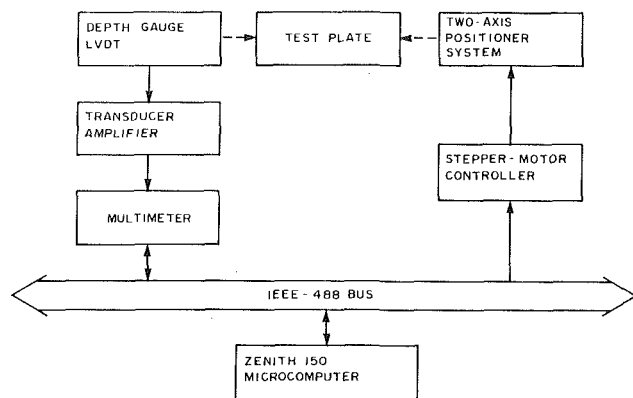 DEPTH GAUGE
LVDT
TEST PLATE
TWO-AXIS
POSITIONER
SYSTEM
TRANSDUCER
AMPLIFIER
STEPPER-MOTOR
CONTROLLER
MULTIMETER
IEEE-488 BUS
ZENITH 150
MICROCOMPUTER